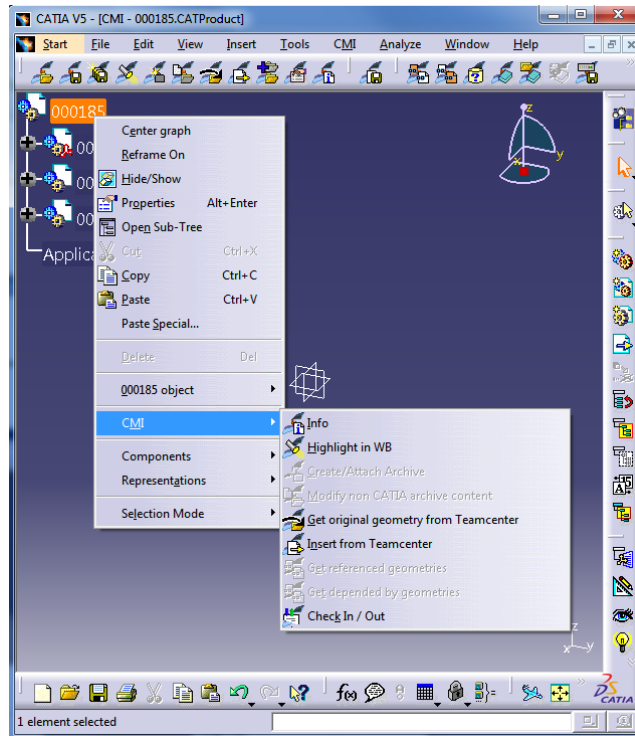 CATIA V5 - [CMI - 000185.CATProduct]
Start File Edit View Insert Tools CMI Analyze Window Help
000185
Center graph
Reframe On
00
Hide/Show
00
Properties Alt+Enter
00
Open Sub-Tree
Applic
Cut Ctrl+X
Copy Ctrl+C
Paste Ctrl+V
Paste Special...
Delete Del
000185 object
CMI
Components
Representations
Selection Mode
Info
Highlight in WB
Create/Attach Archive
Modify non CATIA archive content
Get original geometry from Teamcenter
Insert from Teamcenter
Get referenced geometries
Get depended by geometries
Check In / Out
z
y
x
z
x
y
f(x)
CATIA
1 element selected